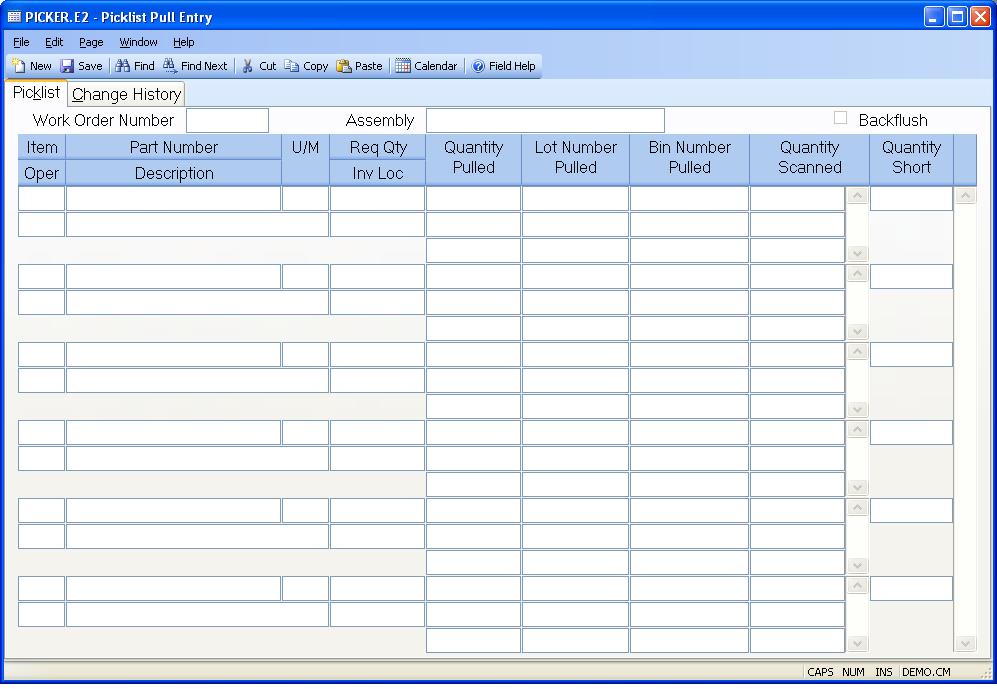 PICKER.E2 - Picklist Pull Entry
File Edit Page Window Help
New Save Find Find Next Cut Copy Paste Calendar Field Help
Picklist Change History
Work Order Number Assembly Backflush
Item Part Number U/M Req Qty Quantity Pulled Lot Number Pulled Bin Number Pulled Quantity Scanned Quantity Short
Oper Description Inv Loc
CAPS NUM INS DEMO.CM